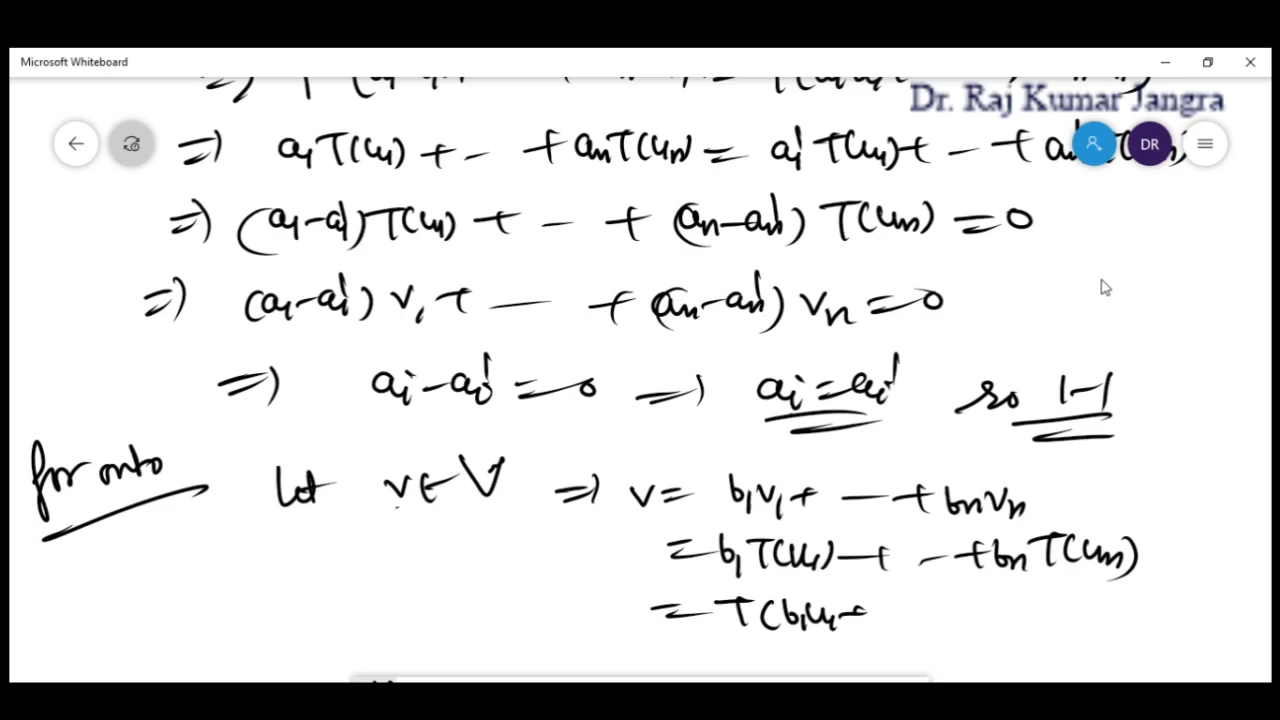 Microsoft Whiteboard
Dr. Raj Kumar Jangra
DR
=) a₁T(u₁) + - + anT(un) = a₁' T(u₁) + - + an'
=) (a₁-a₁')T(u₁) + - + (an-an') T(un) = 0
=) (a₁-a₁') v₁ + — + (an-an') vn = 0
=) ai - ai' = 0 =) ai = ai' so 1-1
for onto let v ∈ V =) v = b₁v₁ + — + bnvn
= b₁T(u₁) + - + bnT(un)
= T(b₁u₁+